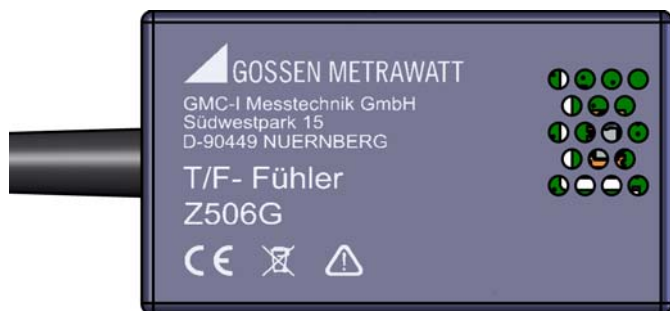 GOSSEN METRAWATT
GMC-I Messtechnik GmbH
Südwestpark 15
D-90449 NUERNBERG
T/F- Fühler
Z506G
CE